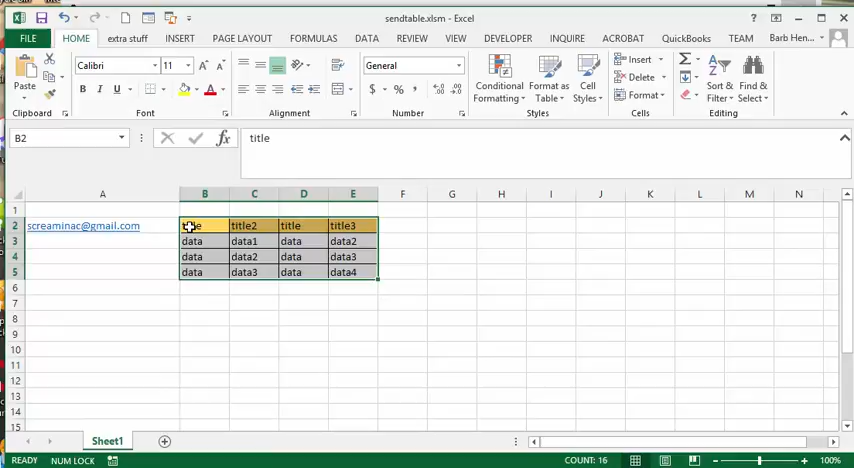 sendtable.xlsm - Excel
FILE HOME extra stuff INSERT PAGE LAYOUT FORMULAS DATA REVIEW VIEW DEVELOPER INQUIRE ACROBAT QuickBooks TEAM Barb Hen...
Paste
Calibri 11
B I U
General
$ % ,
Conditional Formatting
Format as Table
Cell Styles
Insert
Delete
Format
Sort & Filter
Find & Select
Clipboard Font Alignment Number Styles Cells Editing
B2 fx title
A B C D E F G H I J K L M N
1
2 screaminac@gmail.com title title2 title title3
3 data data1 data data2
4 data data2 data data3
5 data data3 data data4
6
7
8
9
10
11
12
13
14
15
Sheet1
READY NUM LOCK COUNT: 16 100%